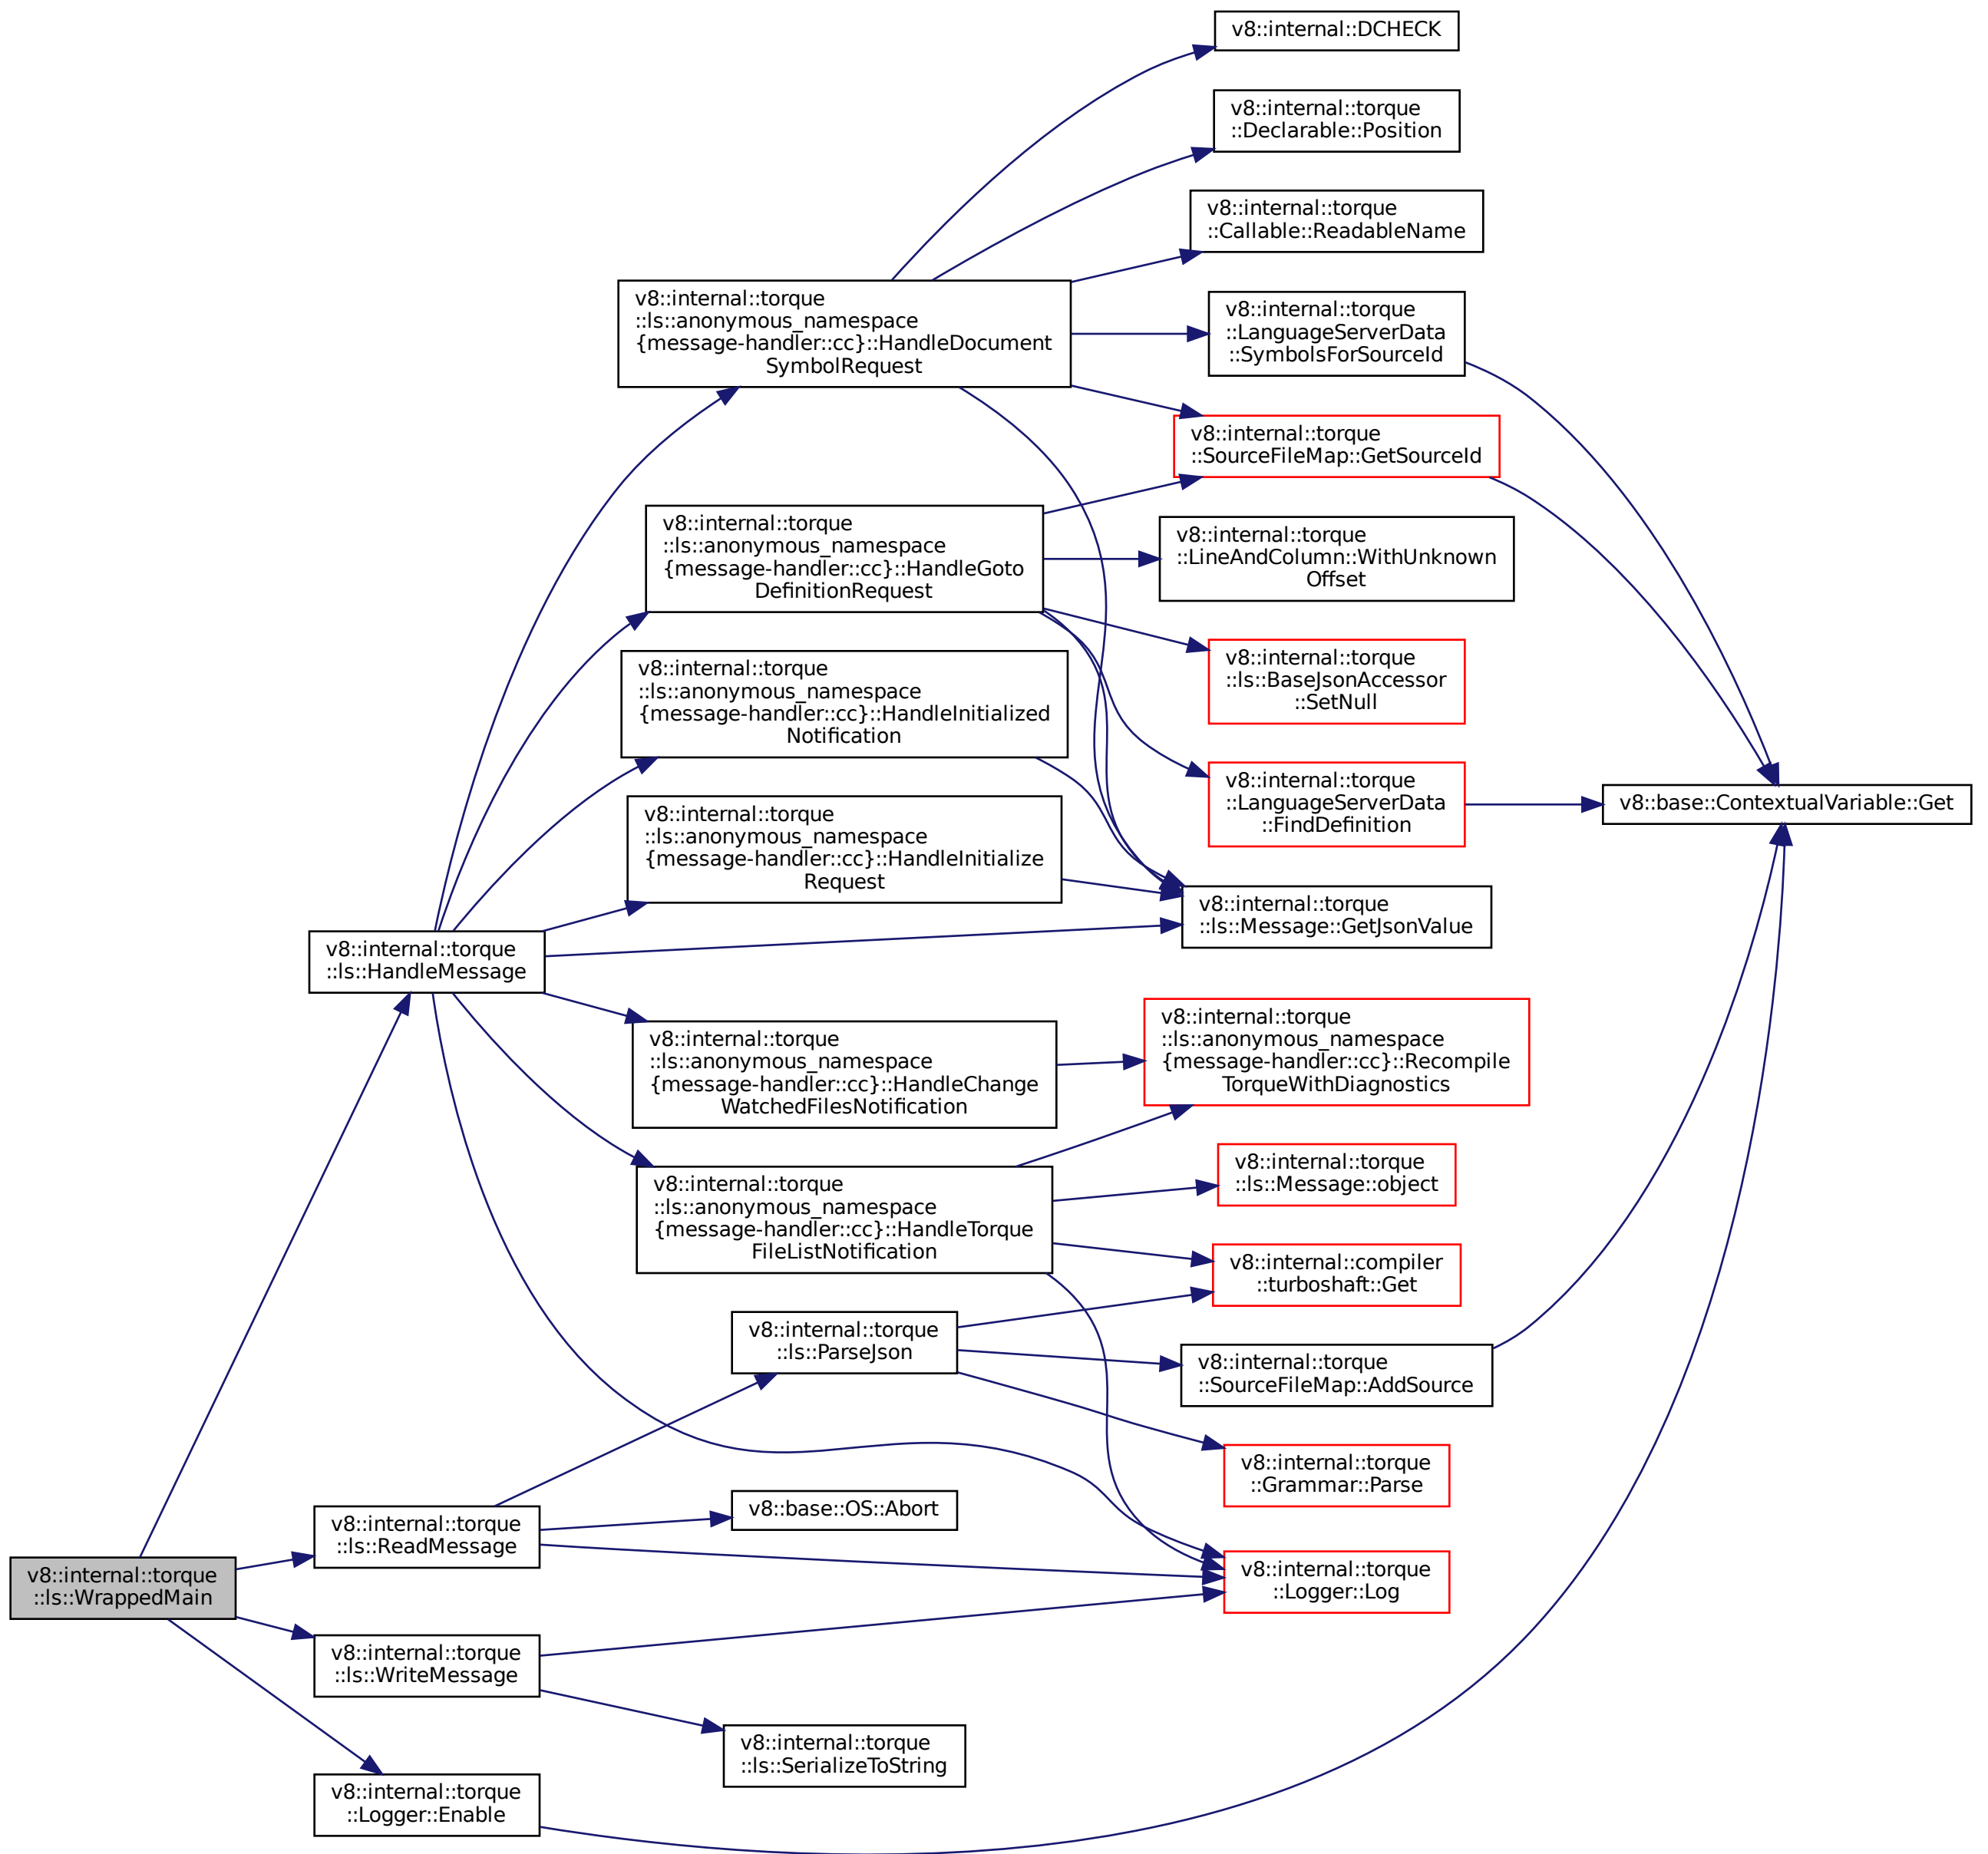 v8::internal::DCHECK
v8::internal::torque
::Declarable::Position
v8::internal::torque
::Callable::ReadableName
v8::internal::torque
::ls::anonymous_namespace
{message-handler::cc}::HandleDocument
SymbolRequest
v8::internal::torque
::LanguageServerData
::SymbolsForSourceId
v8::internal::torque
::SourceFileMap::GetSourceId
v8::internal::torque
::ls::anonymous_namespace
{message-handler::cc}::HandleGoto
DefinitionRequest
v8::internal::torque
::LineAndColumn::WithUnknown
Offset
v8::internal::torque
::ls::anonymous_namespace
{message-handler::cc}::HandleInitialized
Notification
v8::internal::torque
::ls::BaseJsonAccessor
::SetNull
v8::internal::torque
::LanguageServerData
::FindDefinition
v8::base::ContextualVariable::Get
v8::internal::torque
::ls::anonymous_namespace
{message-handler::cc}::HandleInitialize
Request
v8::internal::torque
::ls::Message::GetJsonValue
v8::internal::torque
::ls::HandleMessage
v8::internal::torque
::ls::anonymous_namespace
{message-handler::cc}::HandleChange
WatchedFilesNotification
v8::internal::torque
::ls::anonymous_namespace
{message-handler::cc}::Recompile
TorqueWithDiagnostics
v8::internal::torque
::ls::anonymous_namespace
{message-handler::cc}::HandleTorque
FileListNotification
v8::internal::torque
::ls::Message::object
v8::internal::compiler
::turboshaft::Get
v8::internal::torque
::ls::ParseJson
v8::internal::torque
::SourceFileMap::AddSource
v8::internal::torque
::Grammar::Parse
v8::internal::torque
::ls::ReadMessage
v8::base::OS::Abort
v8::internal::torque
::ls::WrappedMain
v8::internal::torque
::Logger::Log
v8::internal::torque
::ls::WriteMessage
v8::internal::torque
::ls::SerializeToString
v8::internal::torque
::Logger::Enable